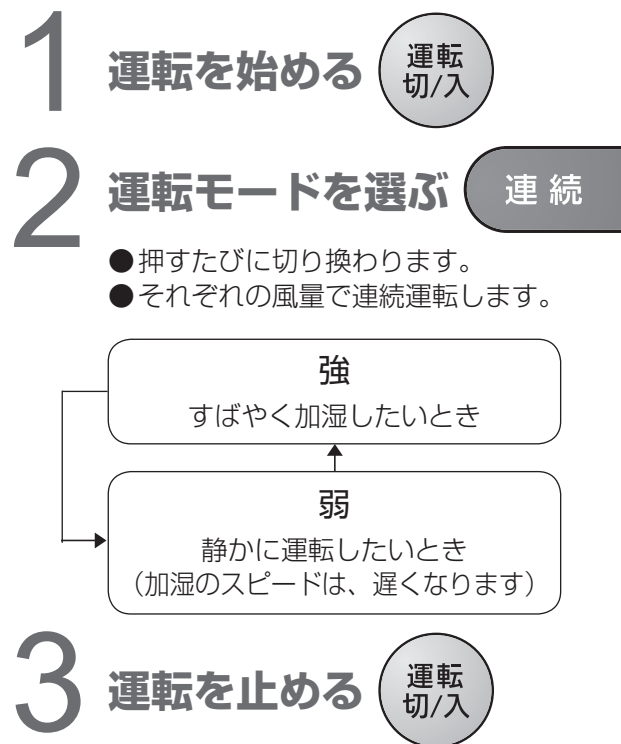 1 運転を始める 運転
切/入
2 運転モードを選ぶ 連続
●押すたびに切り換わります。
●それぞれの風量で連続運転します。
強
すばやく加湿したいとき
弱
静かに運転したいとき
（加湿のスピードは、遅くなります）
3 運転を止める 運転
切/入